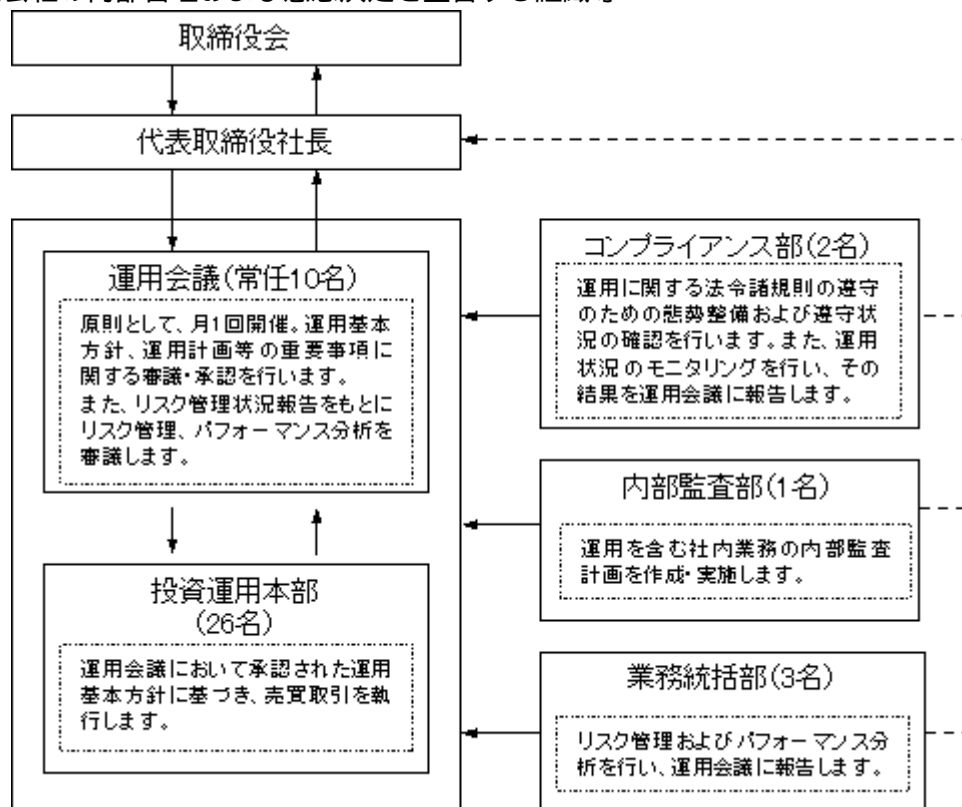 取締役会
代表取締役社長
運用会議(常任10名)
原則として、月1回開催。運用基本
方針、運用計画等の重要事項に
関する審議・承認を行います。
また、リスク管理状況報告をもとに
リスク管理、パフォーマンス分析を
審議します。
投資運用本部
(26名)
運用会議において承認された運用
基本方針に基づき、売買取引を執
行します。
コンプライアンス部(2名)
運用に関する法令諸規則の遵守
のための態勢整備および遵守状
況の確認を行います。また、運用
状況のモニタリングを行い、その
結果を運用会議に報告します。
内部監査部(1名)
運用を含む社内業務の内部監査
計画を作成・実施します。
業務統括部(3名)
リスク管理およびパフォーマンス分
析を行い、運用会議に報告します。